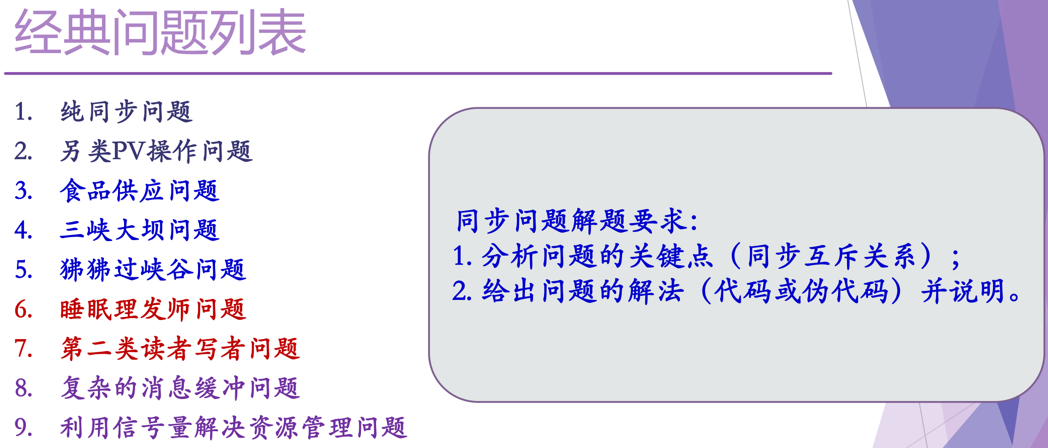 经典问题列表
1. 纯同步问题
2. 另类PV操作问题
3. 食品供应问题
4. 三峡大坝问题
5. 狒狒过峡谷问题
6. 睡眠理发师问题
7. 第二类读者写者问题
8. 复杂的消息缓冲问题
9. 利用信号量解决资源管理问题
同步问题解题要求：
1. 分析问题的关键点（同步互斥关系）；
2. 给出问题的解法（代码或伪代码）并说明。